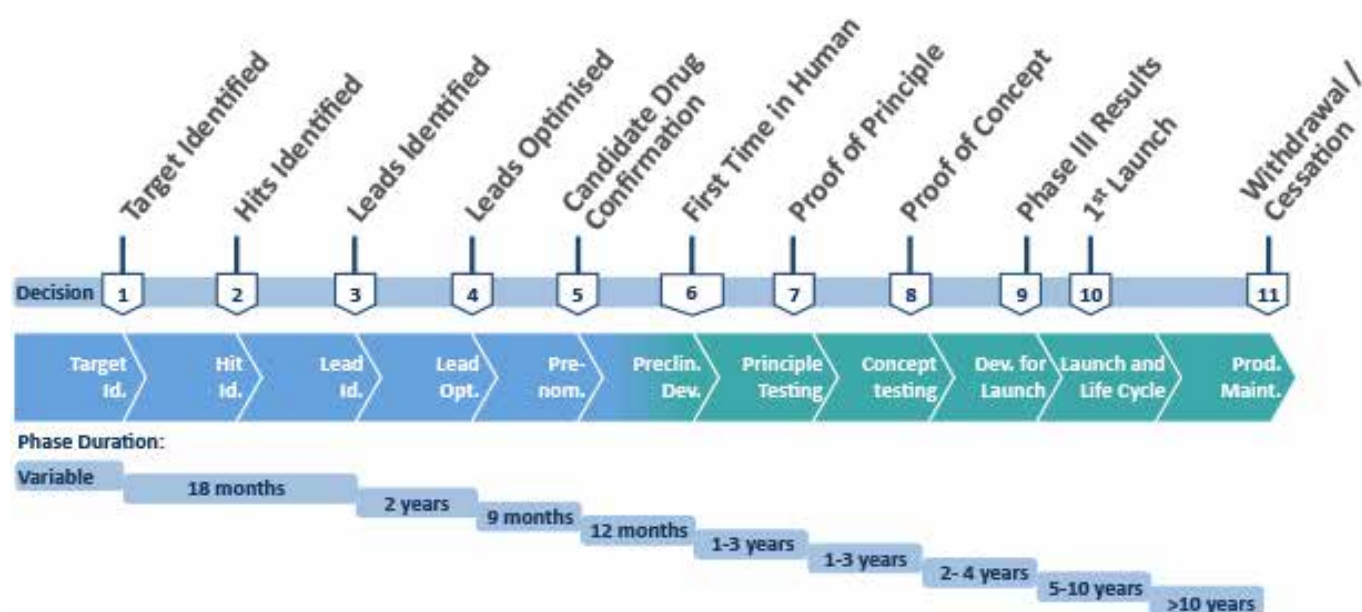 Target Identified
Hits Identified
Leads Identified
Leads Optimised
Candidate Drug
Confirmation
First Time in Human
Proof of Principle
Proof of Concept
Phase III Results
1st Launch
Withdrawal /
Cessation
Decision 1 2 3 4 5 6 7 8 9 10 11
Target
Id.
Hit
Id.
Lead
Id.
Lead
Opt.
Pre-
nom.
Preclin.
Dev.
Principle
Testing
Concept
testing
Dev. for
Launch
Launch and
Life Cycle
Prod.
Maint.
Phase Duration:
Variable
18 months
2 years
9 months
12 months
1-3 years
1-3 years
2- 4 years
5-10 years
>10 years